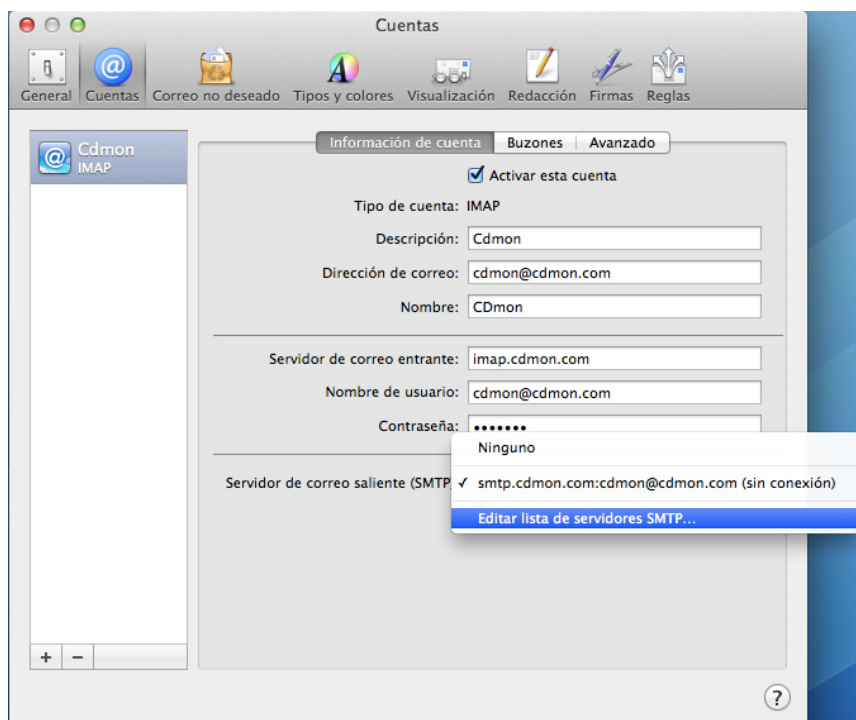 Cuentas
General Cuentas Correo no deseado Tipos y colores Visualización Redacción Firmas Reglas
Cdmon
IMAP
Información de cuenta Buzones Avanzado
Activar esta cuenta
Tipo de cuenta: IMAP
Descripción: Cdmon
Dirección de correo: cdmon@cdmon.com
Nombre: CDmon
Servidor de correo entrante: imap.cdmon.com
Nombre de usuario: cdmon@cdmon.com
Contraseña: •••••••
Ninguno
Servidor de correo saliente (SMTP) ✓ smtp.cdmon.com:cdmon@cdmon.com (sin conexión)
Editar lista de servidores SMTP...
+ −
?